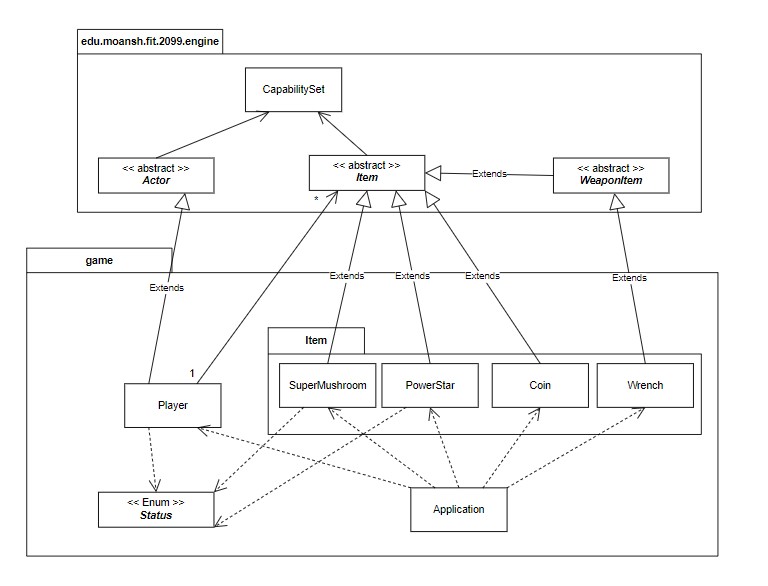 edu.moansh.fit.2099.engine
CapabilitySet
<< abstract >>
Actor
<< abstract >>
Item
<< abstract >>
WeaponItem
Extends
*
game
Extends
Extends
Extends
Extends
Extends
Item
1
SuperMushroom
PowerStar
Coin
Wrench
Player
<< Enum >>
Status
Application